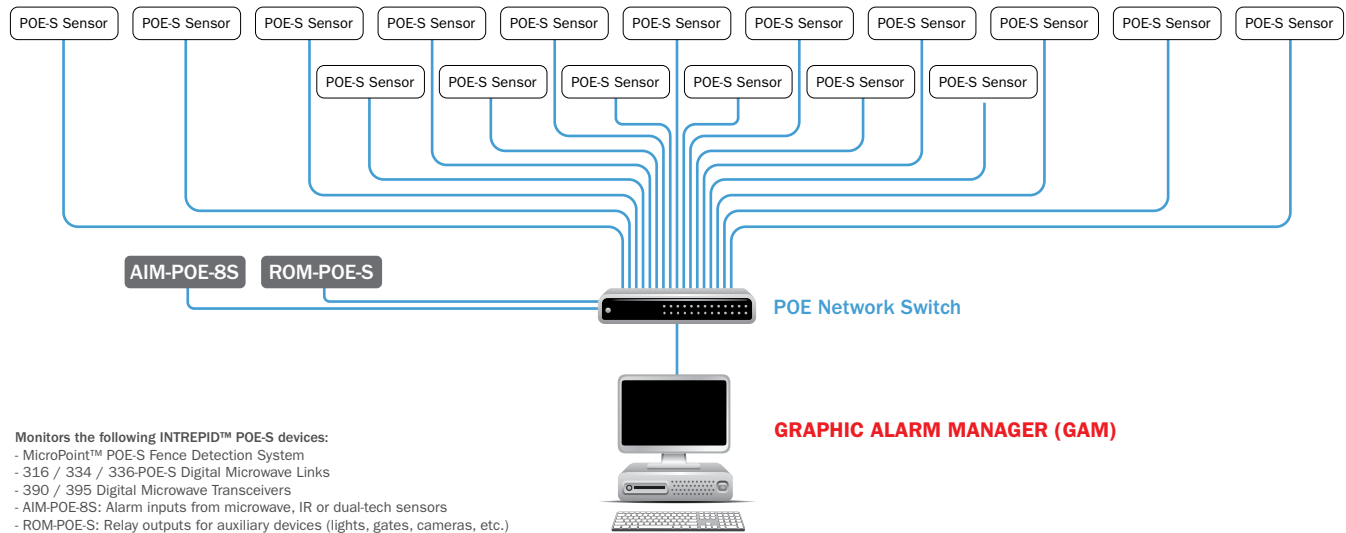 POE-S Sensor POE-S Sensor POE-S Sensor POE-S Sensor POE-S Sensor POE-S Sensor POE-S Sensor POE-S Sensor POE-S Sensor POE-S Sensor POE-S Sensor
POE-S Sensor POE-S Sensor POE-S Sensor POE-S Sensor POE-S Sensor POE-S Sensor
AIM-POE-8S ROM-POE-S
POE Network Switch
GRAPHIC ALARM MANAGER (GAM)
Monitors the following INTREPID™ POE-S devices:
- MicroPoint™ POE-S Fence Detection System
- 316 / 334 / 336-POE-S Digital Microwave Links
- 390 / 395 Digital Microwave Transceivers
- AIM-POE-8S: Alarm inputs from microwave, IR or dual-tech sensors
- ROM-POE-S: Relay outputs for auxiliary devices (lights, gates, cameras, etc.)